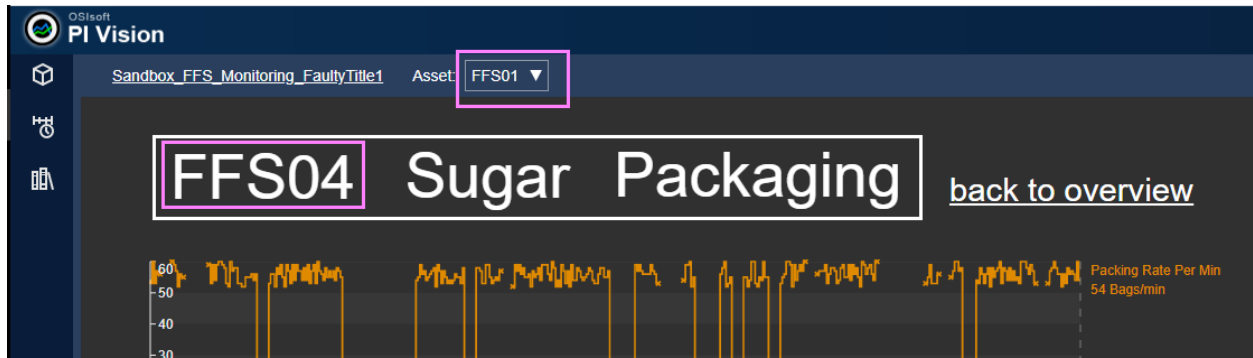 OSIsoft
PI Vision
Sandbox_FFS_Monitoring_FaultyTitle1 Asset: FFS01 ▼
FFS04 Sugar Packaging
back to overview
60
50
40
30
Packing Rate Per Min
54 Bags/min